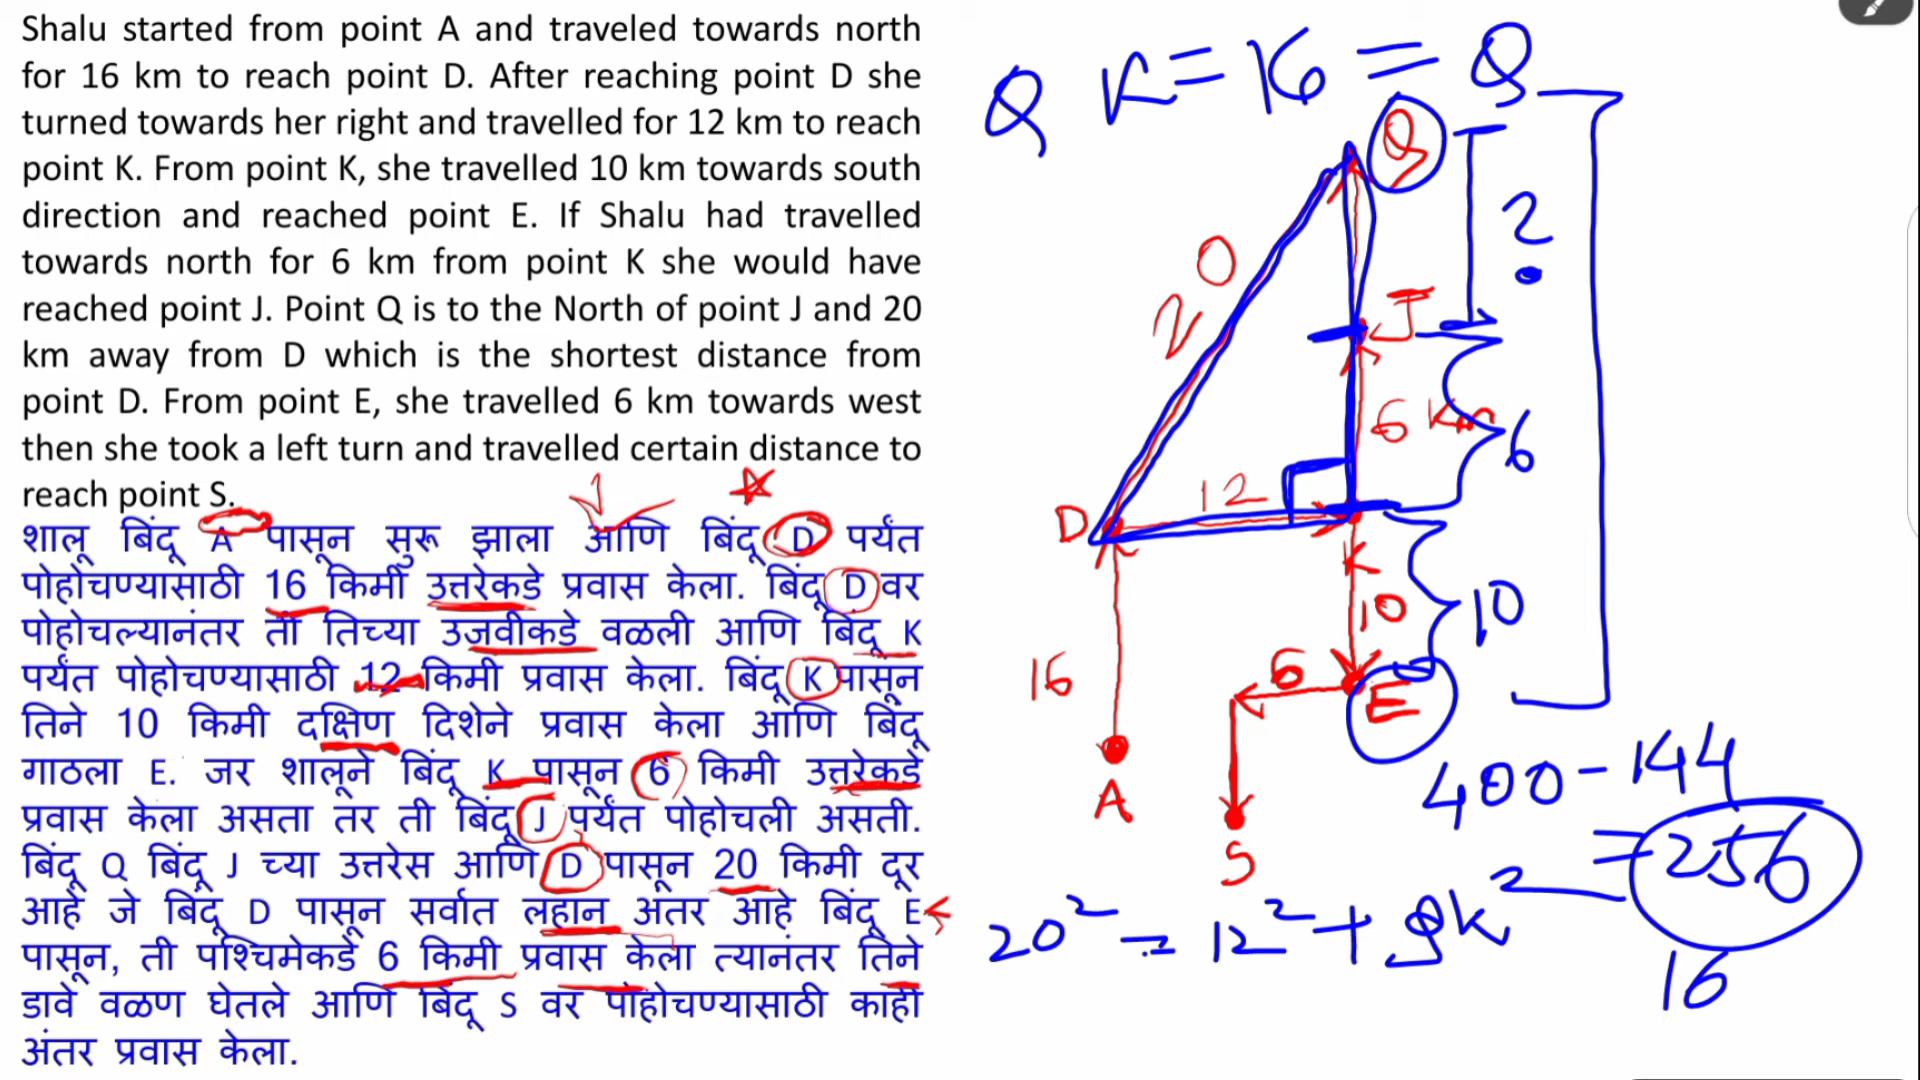 Shalu started from point A and traveled towards north
for 16 km to reach point D. After reaching point D she
turned towards her right and travelled for 12 km to reach
point K. From point K, she travelled 10 km towards south
direction and reached point E. If Shalu had travelled
towards north for 6 km from point K she would have
reached point J. Point Q is to the North of point J and 20
km away from D which is the shortest distance from
point D. From point E, she travelled 6 km towards west
then she took a left turn and travelled certain distance to
reach point S.
शालू बिंदू A पासून सुरू झाला आणि बिंदू D पर्यंत
पोहोचण्यासाठी 16 किमी उत्तरेकडे प्रवास केला. बिंदू D वर
पोहोचल्यानंतर ती तिच्या उजवीकडे वळली आणि बिंदू K
पर्यंत पोहोचण्यासाठी 12 किमी प्रवास केला. बिंदू K पासून
तिने 10 किमी दक्षिण दिशेने प्रवास केला आणि बिंदू
गाठला E. जर शालूने बिंदू K पासून 6 किमी उत्तरेकडे
प्रवास केला असता तर ती बिंदू J पर्यंत पोहोचली असती.
बिंदू Q बिंदू J च्या उत्तरेस आणि D पासून 20 किमी दूर
आहे जे बिंदू D पासून सर्वात लहान अंतर आहे बिंदू E
पासून, ती पश्चिमेकडे 6 किमी प्रवास केला त्यानंतर तिने
डावे वळण घेतले आणि बिंदू S वर पोहोचण्यासाठी काही
अंतर प्रवास केला.
Q K = 16 = Q
Q
2
0
?
J
6 km
6
12
D
K
10
10
16
6
E
A
S
400 - 144
= 256
20² = 12² + QK²
16